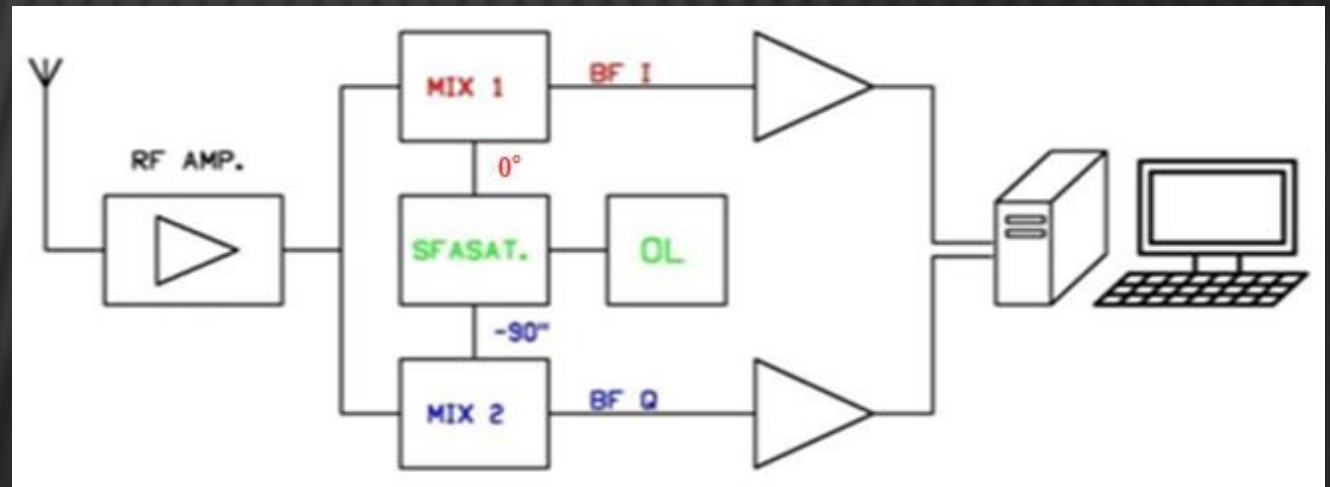 RF AMP.
MIX 1
BF I
0°
SFASAT.
OL
-90°
MIX 2
BF Q